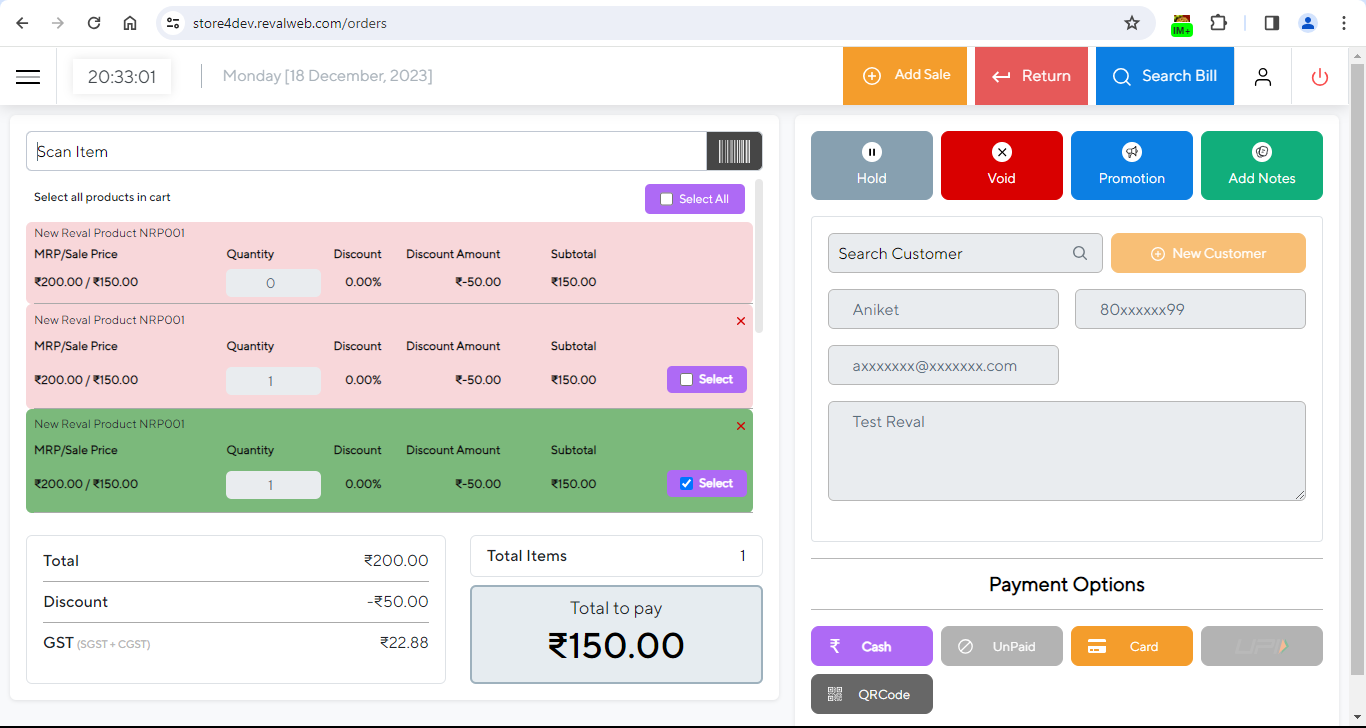 store4dev.revalweb.com/orders
IM+
20:33:01
Monday [18 December, 2023]
Add Sale
Return
Search Bill
Scan Item
Select all products in cart
Select All
New Reval Product NRP001
MRP/Sale Price Quantity Discount Discount Amount Subtotal
₹200.00 / ₹150.00 0 0.00% ₹-50.00 ₹150.00
New Reval Product NRP001
MRP/Sale Price Quantity Discount Discount Amount Subtotal
₹200.00 / ₹150.00 1 0.00% ₹-50.00 ₹150.00 Select
New Reval Product NRP001
MRP/Sale Price Quantity Discount Discount Amount Subtotal
₹200.00 / ₹150.00 1 0.00% ₹-50.00 ₹150.00 Select
Total ₹200.00
Discount -₹50.00
GST (SGST + CGST) ₹22.88
Total Items 1
Total to pay
₹150.00
Hold
Void
Promotion
Add Notes
Search Customer
New Customer
Aniket
80xxxxxx99
axxxxxxx@xxxxxxx.com
Test Reval
Payment Options
₹ Cash
UnPaid
Card
UPI
QRCode